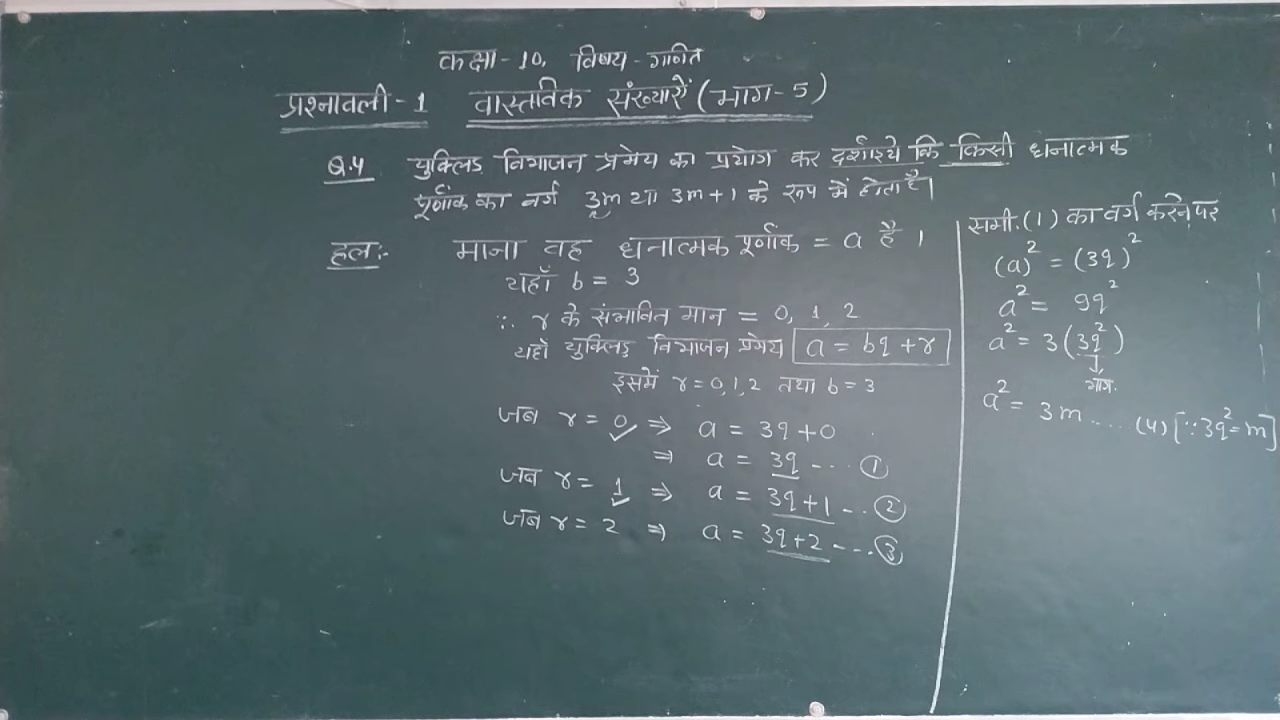 कक्षा - 10, विषय - गणित
प्रश्नावली - 1 वास्तविक संख्यायें (भाग - 5)
Q.4 युक्लिड विभाजन प्रमेय का प्रयोग कर दर्शाइये कि किसी धनात्मक
पूर्णांक का वर्ग 3m या 3m+1 के रूप में होता है।
हल:- माना वह धनात्मक पूर्णांक = a है।
यहाँ b = 3
∵ r के संभावित मान = 0, 1, 2
यहाँ युक्लिड विभाजन प्रमेय a = bq + r
इसमें r = 0, 1, 2 तथा b = 3
जब r = 0 ⇒ a = 3q + 0
⇒ a = 3q ... ①
जब r = 1 ⇒ a = 3q + 1 ... ②
जब r = 2 ⇒ a = 3q + 2 ... ③
समी. (1) का वर्ग करने पर
(a)² = (3q)²
a² = 9q²
a² = 3(3q²)
↓
a² = 3m .... (4) [∵ 3q² = m]